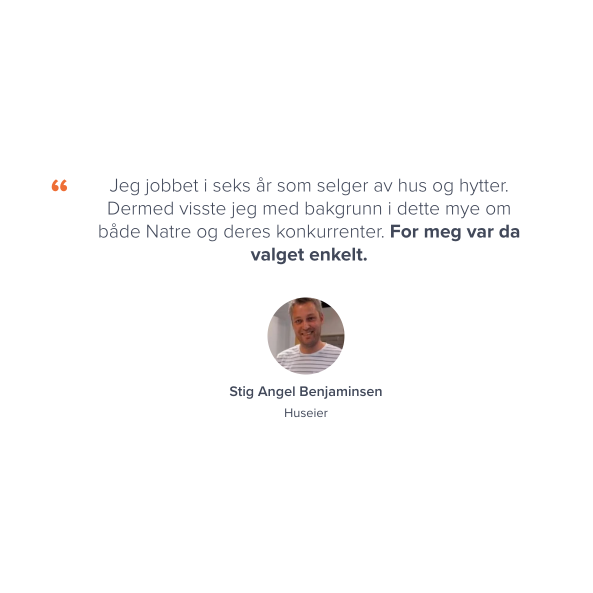 “
Jeg jobbet i seks år som selger av hus og hytter.
Dermed visste jeg med bakgrunn i dette mye om
både Natre og deres konkurrenter. For meg var da
valget enkelt.
Stig Angel Benjaminsen
Huseier